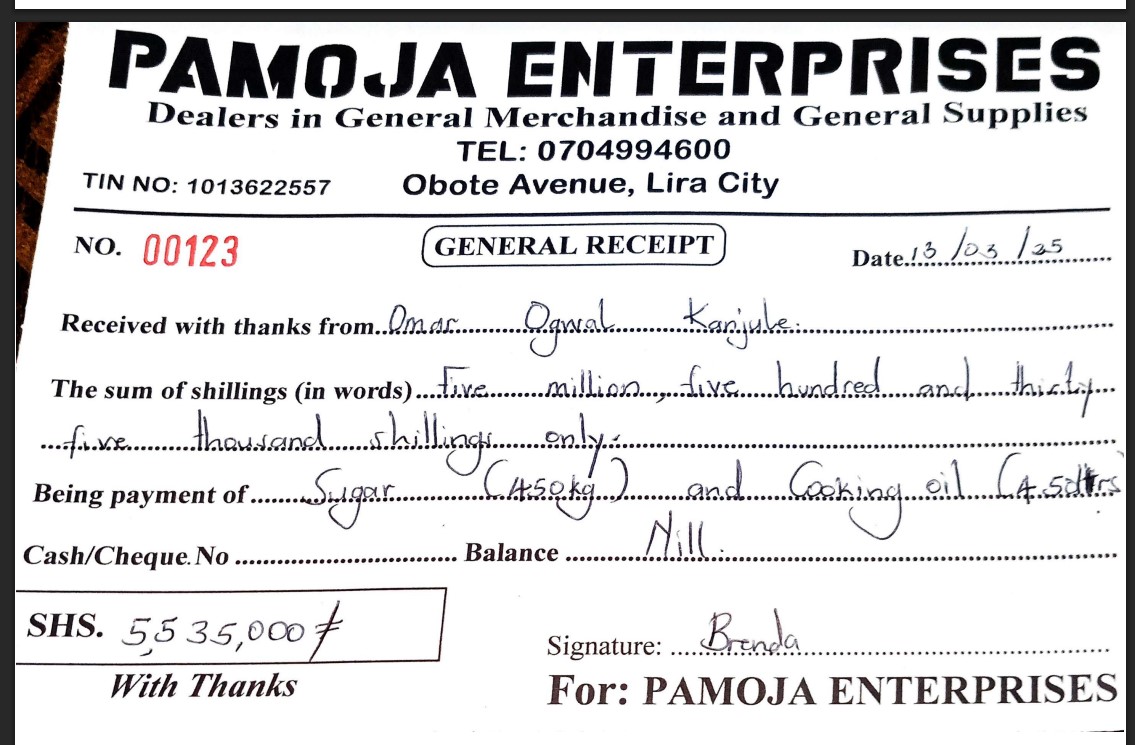 PAMOJA ENTERPRISES
Dealers in General Merchandise and General Supplies
TEL: 0704994600
TIN NO: 1013622557 Obote Avenue, Lira City
NO. 00123 GENERAL RECEIPT Date 13/03/25
Received with thanks from Omar Ogwal Kanjule.
The sum of shillings (in words) Five million, five hundred and thirty
five thousand shillings only.
Being payment of Sugar (450kg) and Cooking oil
Cash/Cheque.No Balance Nill.
SHS. 5,535,000/=
Signature: Brenda
With Thanks For: PAMOJA ENTERPRISES